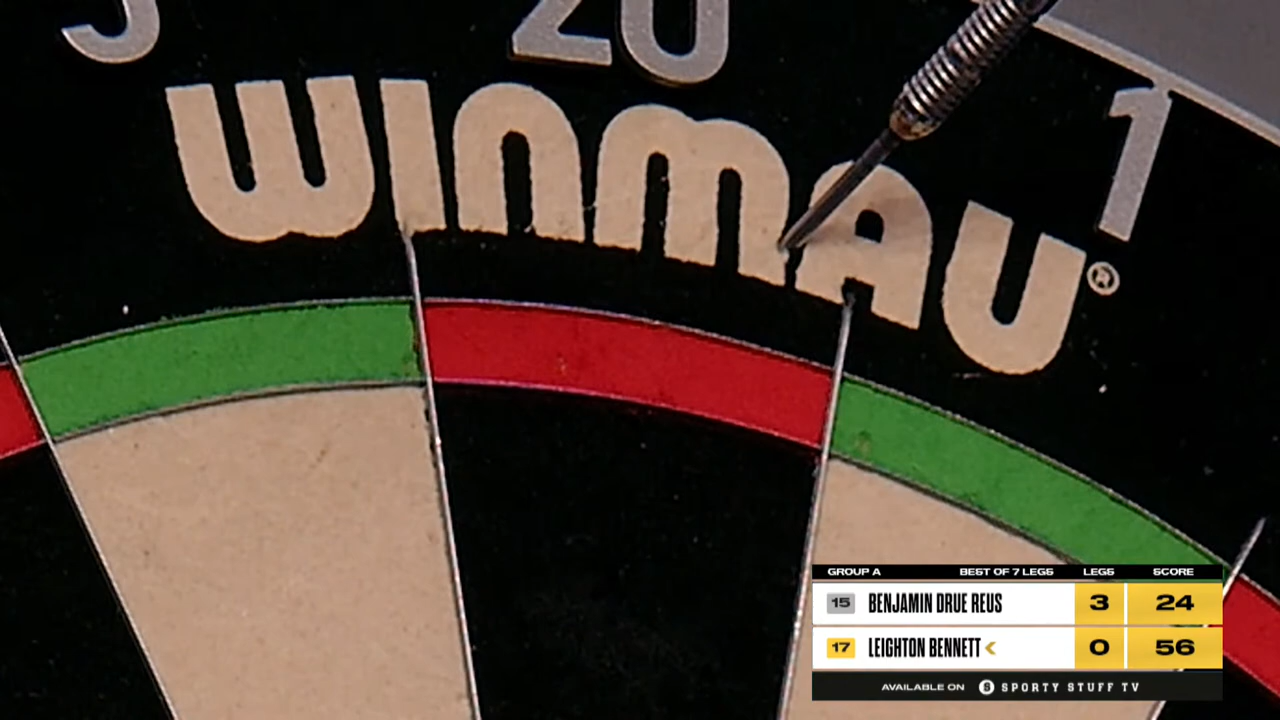 5 20 1
WINMAU®
GROUP A BEST OF 7 LEGS LEGS SCORE
15 BENJAMIN DRUE REUS 3 24
17 LEIGHTON BENNETT 0 56
AVAILABLE ON S SPORTY STUFF TV